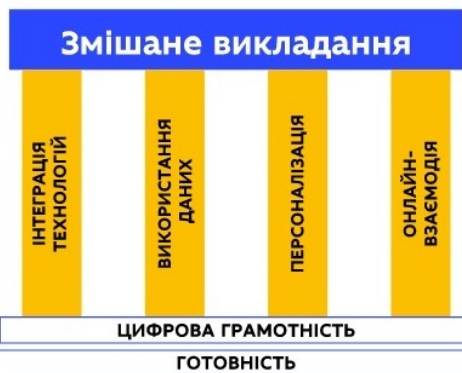 Змішане викладання
ІНТЕГРАЦІЯ
ТЕХНОЛОГІЙ
ВИКОРИСТАННЯ
ДАНИХ
ПЕРСОНАЛІЗАЦІЯ
ОНЛАЙН-
ВЗАЄМОДІЯ
ЦИФРОВА ГРАМОТНІСТЬ
ГОТОВНІСТЬ